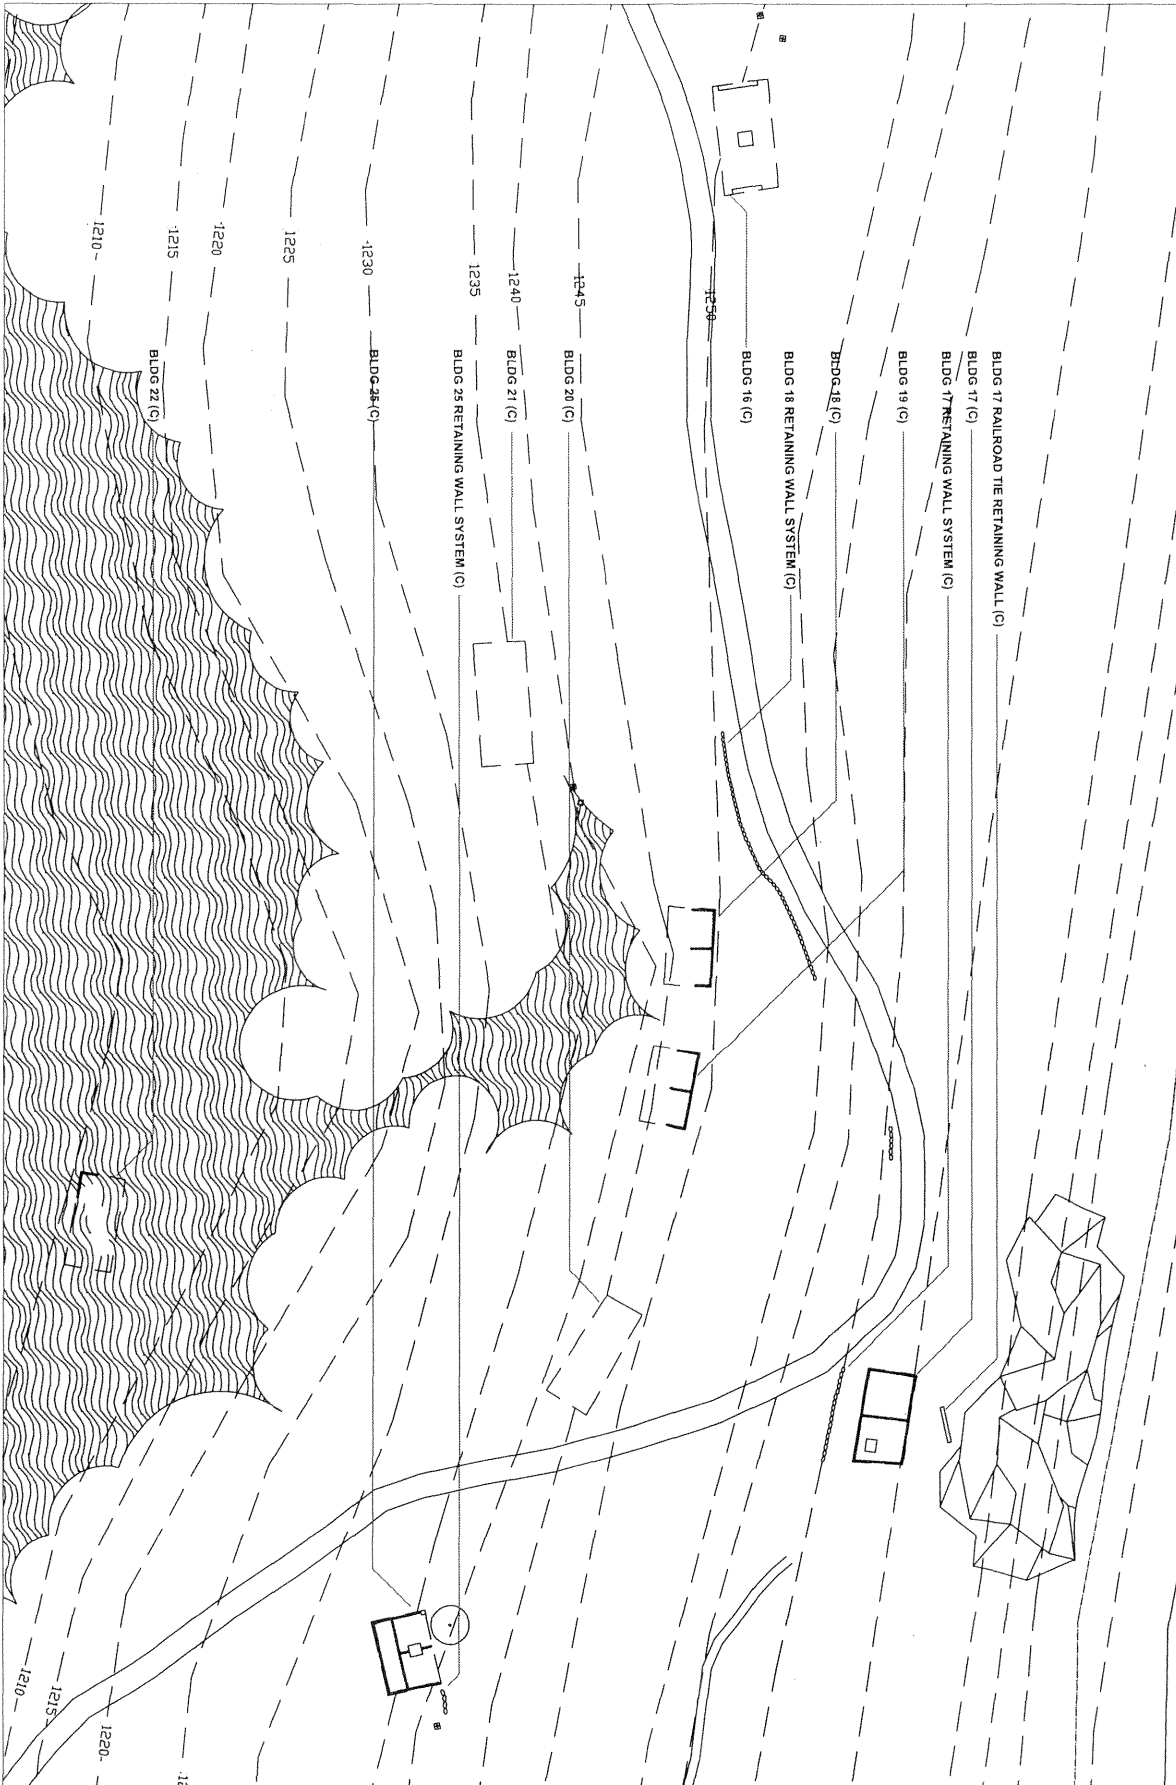 BLDG 17 RAILROAD TIE RETAINING WALL (C)
BLDG 17 (C)
BLDG 17 RETAINING WALL SYSTEM (C)
BLDG 19 (C)
BLDG 18 (C)
BLDG 18 RETAINING WALL SYSTEM (C)
BLDG 16 (C)
1250
1245
BLDG 20 (C)
1240
BLDG 21 (C)
1235
BLDG 25 RETAINING WALL SYSTEM (C)
1230
BLDG 25 (C)
1225
1220
1215
BLDG 22 (C)
1210
1220
1215
1210